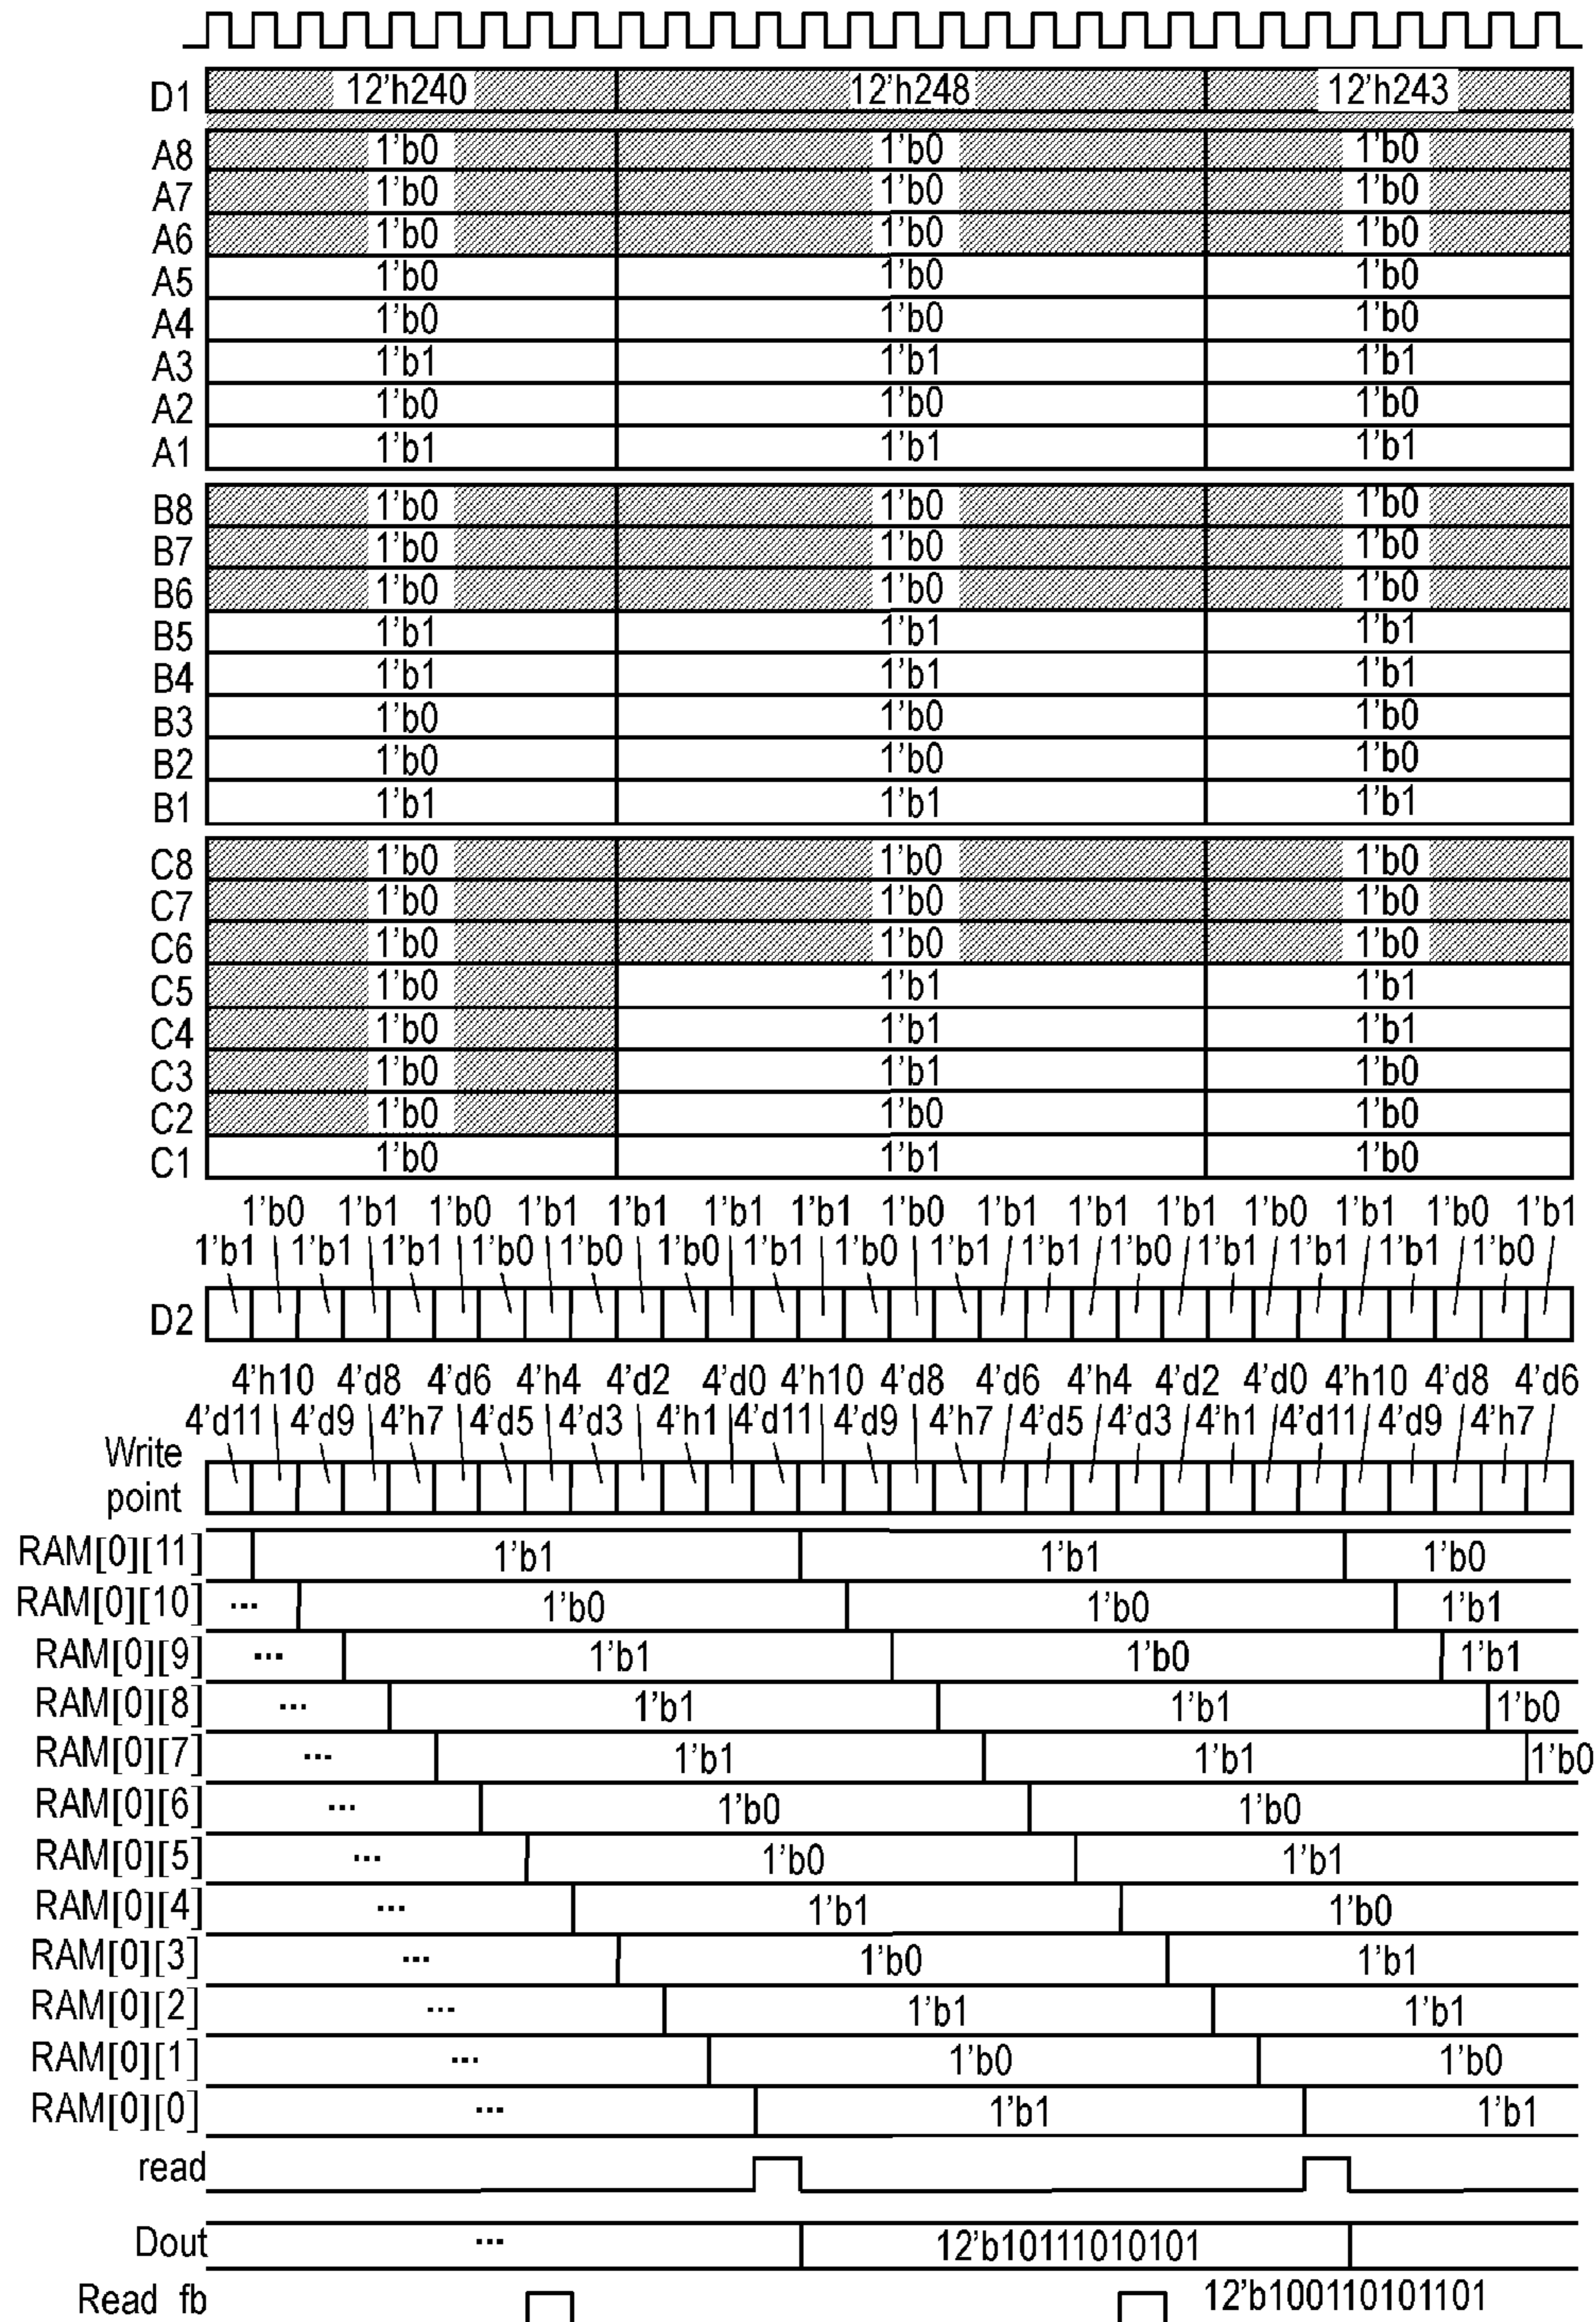 D1 12'h240 12'h248 12'h243
A8 1'b0 1'b0 1'b0
A7 1'b0 1'b0 1'b0
A6 1'b0 1'b0 1'b0
A5 1'b0 1'b0 1'b0
A4 1'b0 1'b0 1'b0
A3 1'b1 1'b1 1'b1
A2 1'b0 1'b0 1'b0
A1 1'b1 1'b1 1'b1
B8 1'b0 1'b0 1'b0
B7 1'b0 1'b0 1'b0
B6 1'b0 1'b0 1'b0
B5 1'b1 1'b1 1'b1
B4 1'b1 1'b1 1'b1
B3 1'b0 1'b0 1'b0
B2 1'b0 1'b0 1'b0
B1 1'b1 1'b1 1'b1
C8 1'b0 1'b0 1'b0
C7 1'b0 1'b0 1'b0
C6 1'b0 1'b0 1'b0
C5 1'b0 1'b1 1'b1
C4 1'b0 1'b1 1'b1
C3 1'b0 1'b1 1'b0
C2 1'b0 1'b0 1'b0
C1 1'b0 1'b1 1'b0
1'b0 1'b1 1'b0 1'b1 1'b1 1'b1 1'b1 1'b0 1'b1 1'b1 1'b1 1'b0 1'b1 1'b0 1'b1
1'b1 1'b1 1'b1 1'b0 1'b0 1'b0 1'b1 1'b0 1'b1 1'b1 1'b0 1'b1 1'b1 1'b1 1'b0
D2
4'h10 4'd8 4'd6 4'h4 4'd2 4'd0 4'h10 4'd8 4'd6 4'h4 4'd2 4'd0 4'h10 4'd8 4'd6
4'd11 4'd9 4'h7 4'd5 4'd3 4'h1 4'd11 4'd9 4'h7 4'd5 4'd3 4'h1 4'd11 4'd9 4'h7
Write
point
RAM[0][11] 1'b1 1'b1 1'b0
RAM[0][10] ... 1'b0 1'b0 1'b1
RAM[0][9] ... 1'b1 1'b0 1'b1
RAM[0][8] ... 1'b1 1'b1 1'b0
RAM[0][7] ... 1'b1 1'b1 1'b0
RAM[0][6] ... 1'b0 1'b0
RAM[0][5] ... 1'b0 1'b1
RAM[0][4] ... 1'b1 1'b0
RAM[0][3] ... 1'b0 1'b1
RAM[0][2] ... 1'b1 1'b1
RAM[0][1] ... 1'b0 1'b0
RAM[0][0] ... 1'b1 1'b1
read
Dout ... 12'b10111010101
Read fb 12'b100110101101